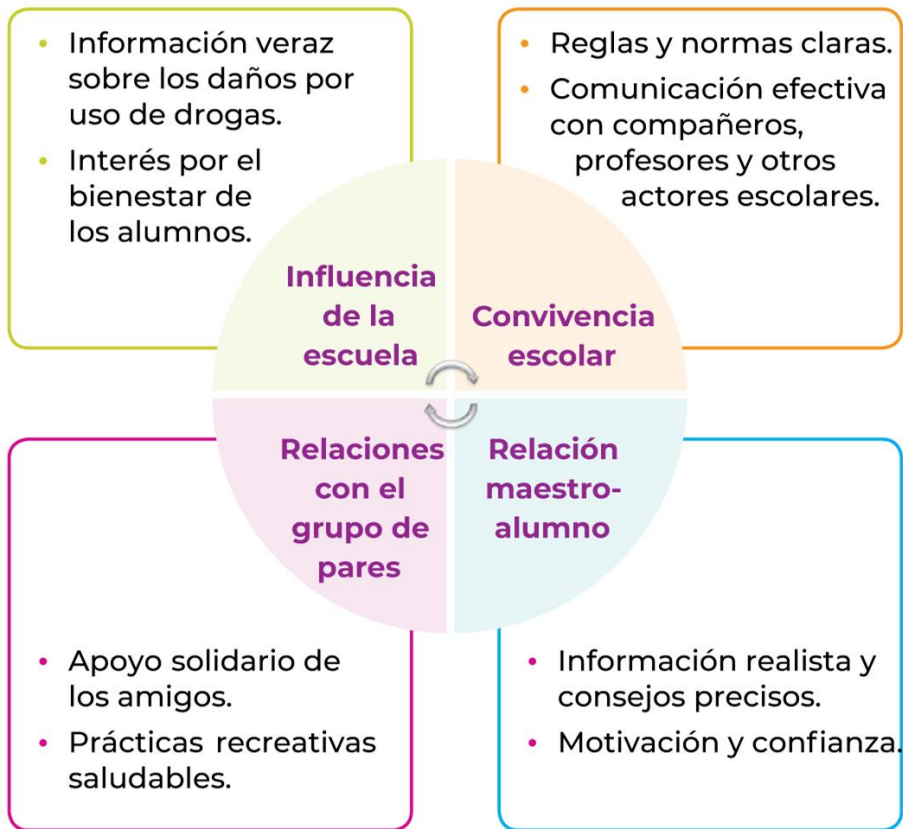 • Información veraz
sobre los daños por
uso de drogas.
• Interés por el
bienestar de
los alumnos.
• Reglas y normas claras.
• Comunicación efectiva
con compañeros,
profesores y otros
actores escolares.
Influencia
de la
escuela
Convivencia
escolar
Relaciones
con el
grupo de
pares
Relación
maestro-
alumno
• Apoyo solidario de
los amigos.
• Prácticas recreativas
saludables.
• Información realista y
consejos precisos.
• Motivación y confianza.